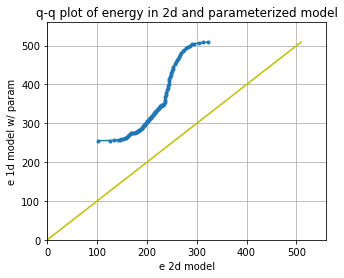 q-q plot of energy in 2d and parameterized model
e 1d model w/ param
500
400
300
200
100
0
0 100 200 300 400 500
e 2d model